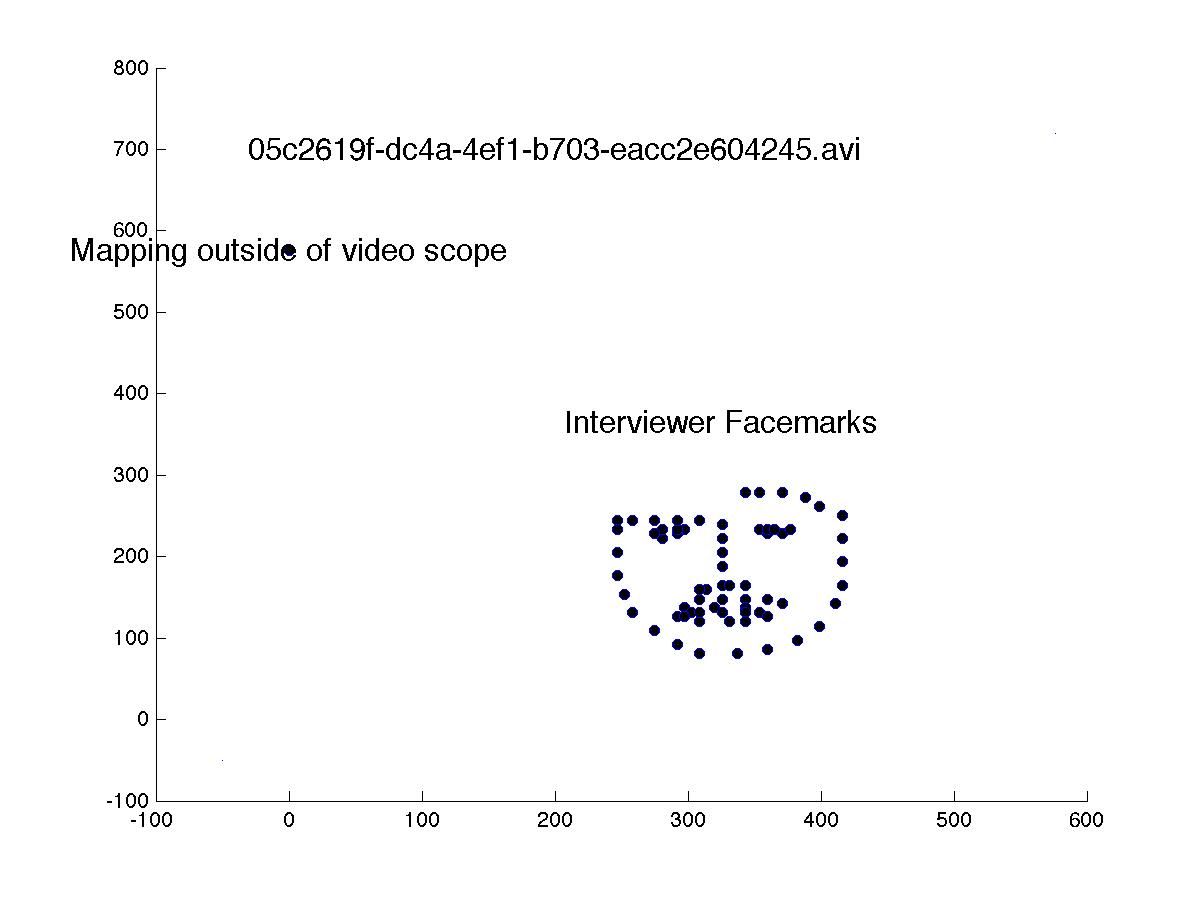 800
700
05c2619f-dc4a-4ef1-b703-eacc2e604245.avi
600
Mapping outside of video scope
500
400
Interviewer Facemarks
300
200
100
0
-100
-100 0 100 200 300 400 500 600